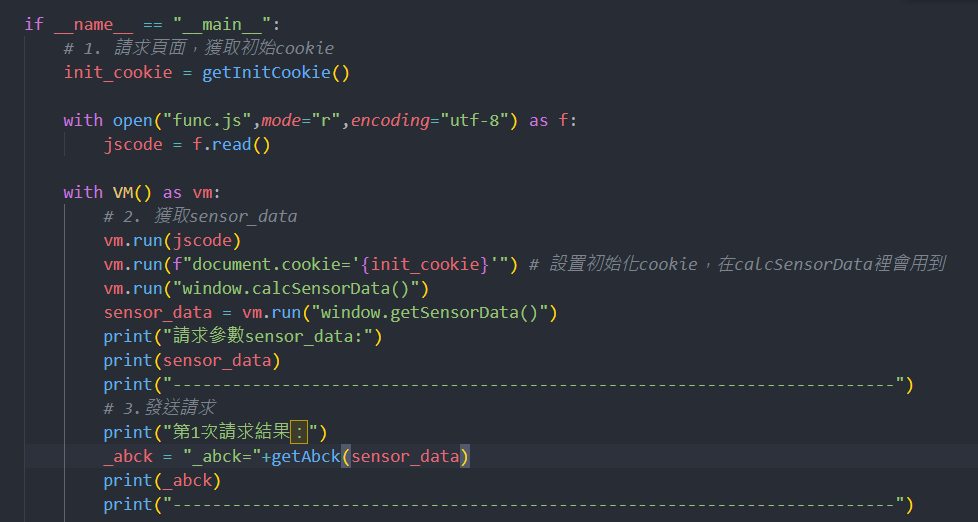 if __name__ == "__main__":
# 1. 請求頁面，獲取初始cookie
init_cookie = getInitCookie()
with open("func.js",mode="r",encoding="utf-8") as f:
jscode = f.read()
with VM() as vm:
# 2. 獲取sensor_data
vm.run(jscode)
vm.run(f"document.cookie='{init_cookie}'") # 設置初始化cookie，在calcSensorData裡會用到
vm.run("window.calcSensorData()")
sensor_data = vm.run("window.getSensorData()")
print("請求參數sensor_data:")
print(sensor_data)
print("------------------------------------------------------------------------")
# 3.發送請求
print("第1次請求結果：")
_abck = "_abck="+getAbck(sensor_data)
print(_abck)
print("------------------------------------------------------------------------")